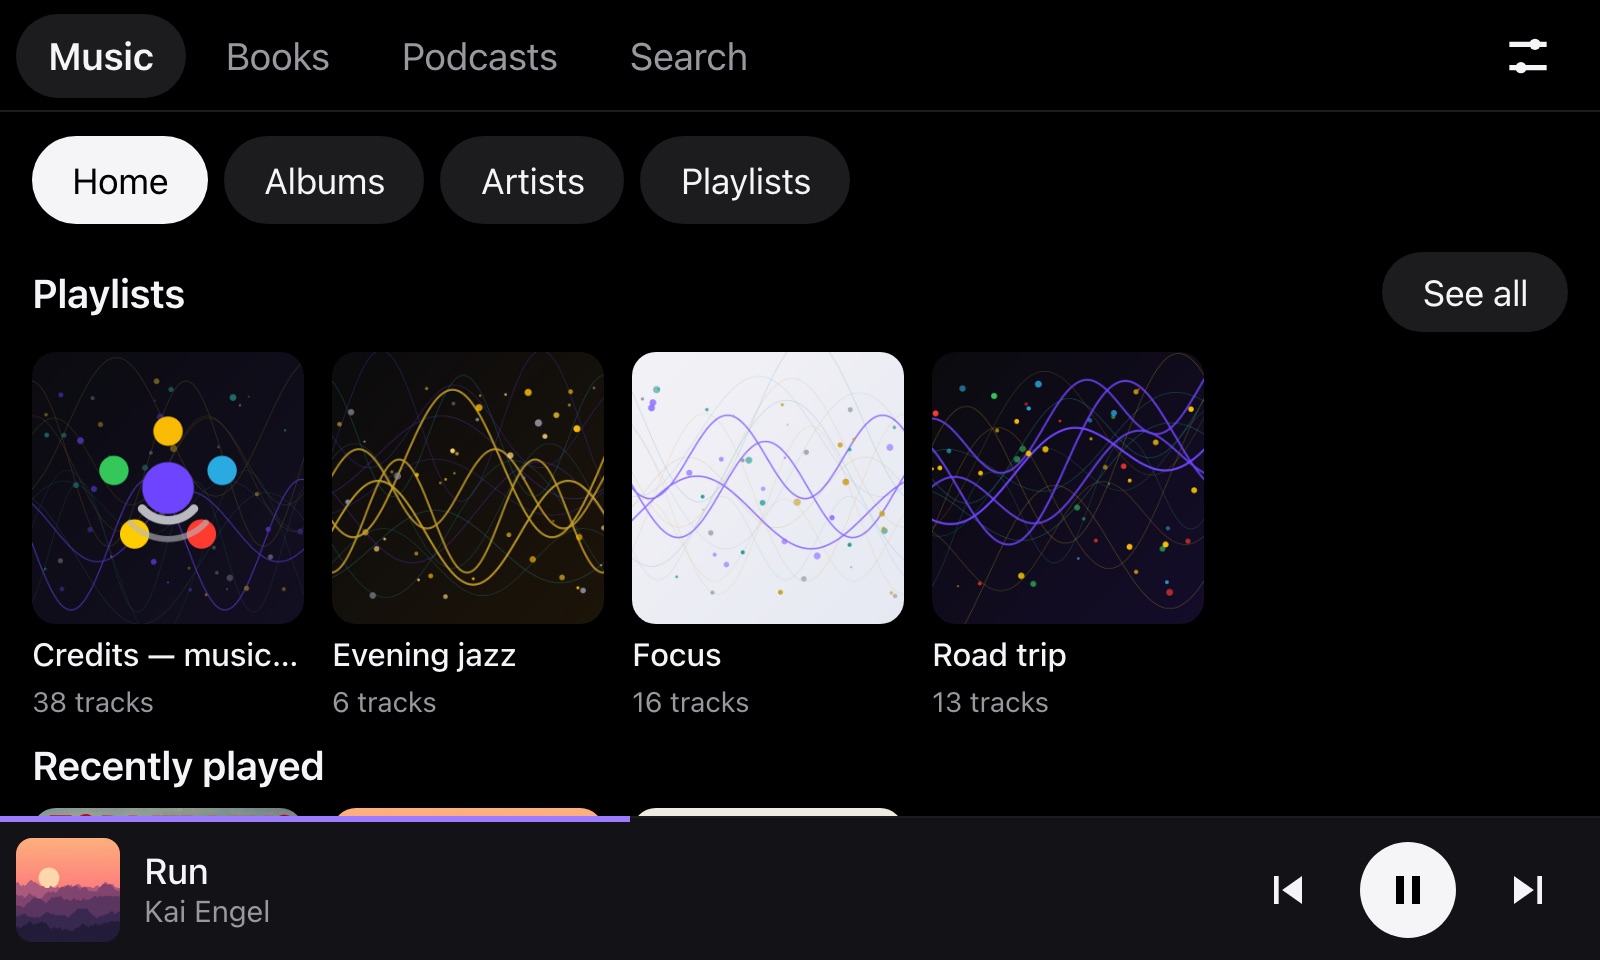 Music Books Podcasts Search
Home Albums Artists Playlists
Playlists See all
Credits — music... Evening jazz Focus Road trip
38 tracks 6 tracks 16 tracks 13 tracks
Recently played
Run
Kai Engel